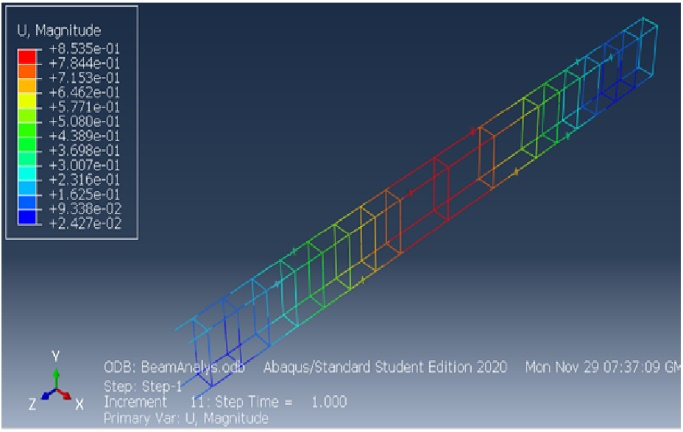 U, Magnitude
+8.535e-01
+7.844e-01
+7.153e-01
+6.462e-01
+5.771e-01
+5.080e-01
+4.389e-01
+3.698e-01
+3.007e-01
+2.316e-01
+1.625e-01
+9.338e-02
+2.427e-02
Y
Z X
ODB: BeamAnalys.odb Abaqus/Standard Student Edition 2020 Mon Nov 29 07:37:09 GM
Step: Step-1
Increment 11: Step Time = 1.000
Primary Var: U, Magnitude